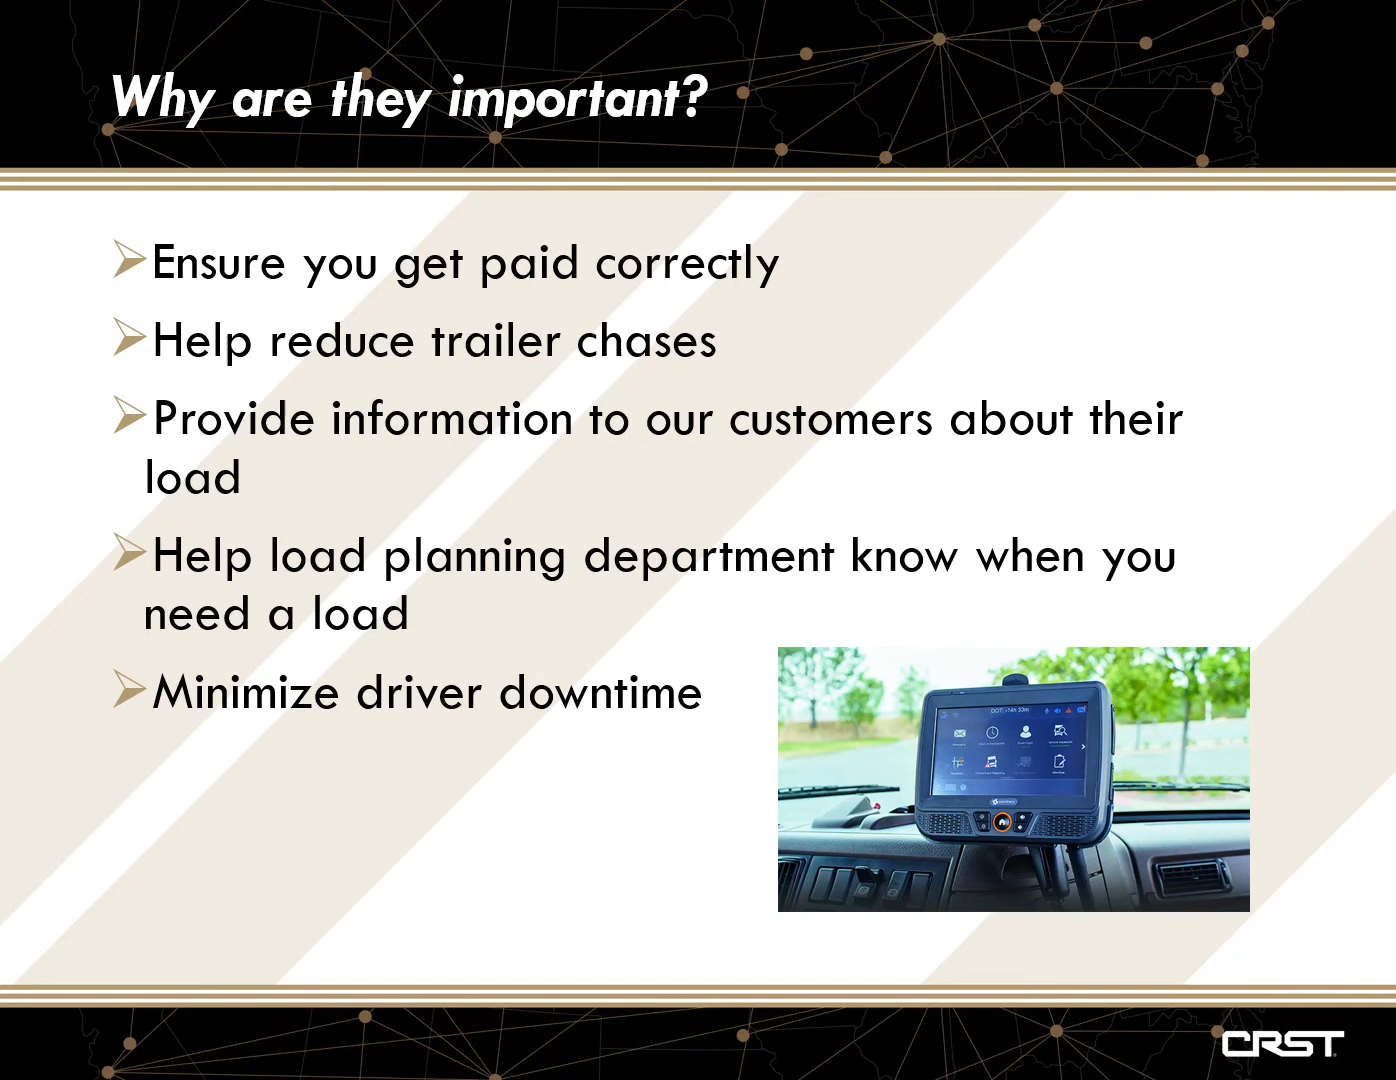 Why are they important?
Ensure you get paid correctly
Help reduce trailer chases
Provide information to our customers about their
load
Help load planning department know when you
need a load
Minimize driver downtime
CRST